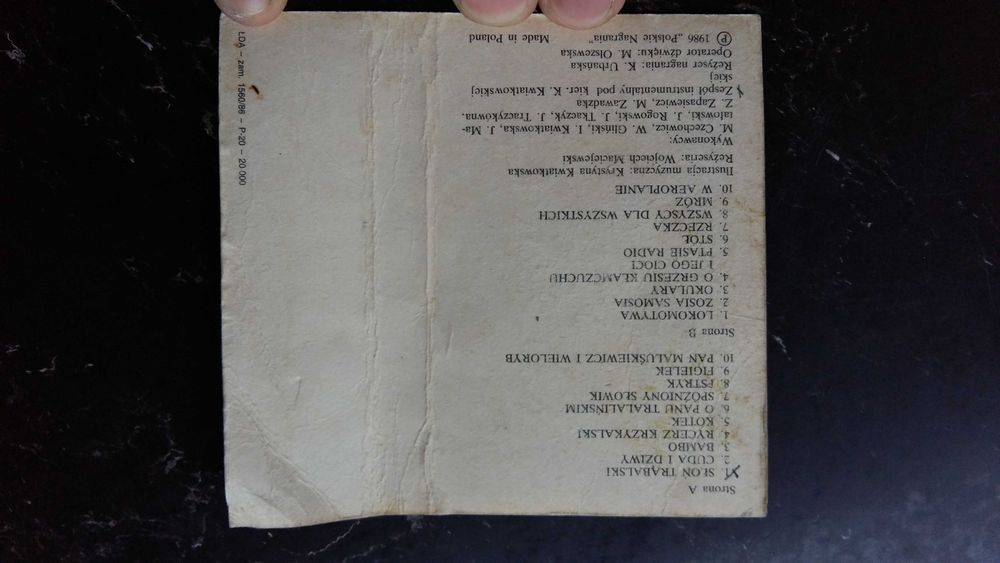 Strona A
1. SŁOŃ TRĄBALSKI
2. CUDA I DZIWY
3. BAMBO
4. RYCERZ KRZYKALSKI
5. KOTEK
6. O PANU TRALALIŃSKIM
7. SPÓŹNIONY SŁOWIK
8. PSTRYK
9. FIGIELEK
10. PAN MALUŚKIEWICZ I WIELORYB
Strona B
1. LOKOMOTYWA
2. ZOSIA SAMOSIA
3. OKULARY
4. O GRZESIU KŁAMCZUCHU
I JEGO CIOCI
5. PTASIE RADIO
6. STÓŁ
7. RZECZKA
8. WSZYSCY DLA WSZYSTKICH
9. MRÓZ
10. W AEROPLANIE
Ilustracja muzyczna: Krystyna Kwiatkowska
Reżyseria: Wojciech Maciejewski
Wykonawcy:
M. Czechowicz, W. Gliński, I. Kwiatkowska, J. Ma-
tałowski, J. Rogowski, J. Tkaczyk, J. Traczykówna,
Z. Zapasiewicz, M. Zawadzka
Zespół instrumentalny pod kier. K. Kwiatkowskiej
skiej
Reżyser nagrania: K. Urbańska
Operator dźwięku: M. Olszewska
℗ 1986 „Polskie Nagrania" Made in Poland
LDA – zam. 1560/86 – P-20 – 20 000